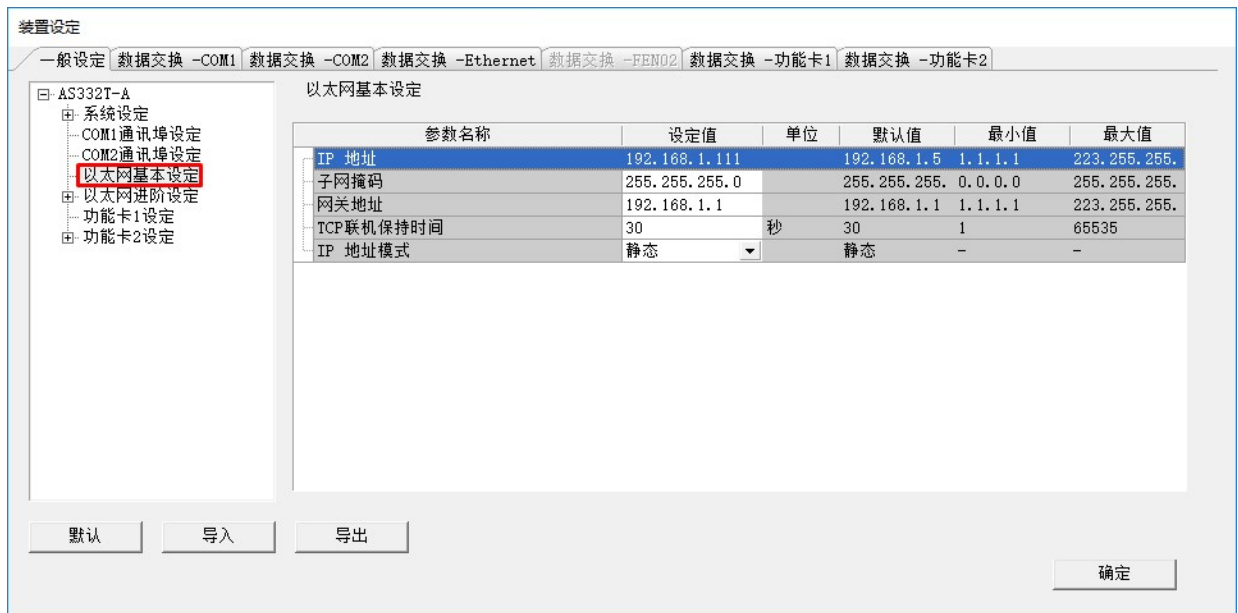 装置设定
一般设定 数据交换 -COM1 数据交换 -COM2 数据交换 -Ethernet 数据交换 -FEN02 数据交换 -功能卡1 数据交换 -功能卡2
AS332T-A
系统设定
COM1通讯埠设定
COM2通讯埠设定
以太网基本设定
以太网进阶设定
功能卡1设定
功能卡2设定
以太网基本设定
参数名称 设定值 单位 默认值 最小值 最大值
IP 地址 192.168.1.111 192.168.1.5 1.1.1.1 223.255.255.
子网掩码 255.255.255.0 255.255.255. 0.0.0.0 255.255.255.
网关地址 192.168.1.1 192.168.1.1 1.1.1.1 223.255.255.
TCP联机保持时间 30 秒 30 1 65535
IP 地址模式 静态 静态 - -
默认 导入 导出
确定